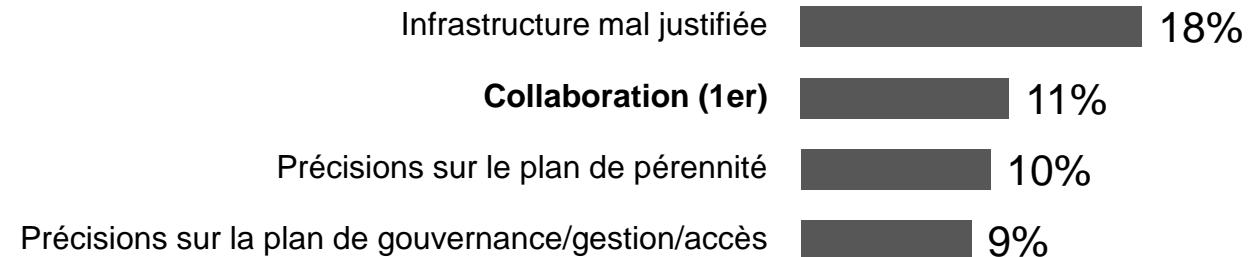 Infrastructure mal justifiée 18%
Collaboration (1er) 11%
Précisions sur le plan de pérennité 10%
Précisions sur la plan de gouvernance/gestion/accès 9%